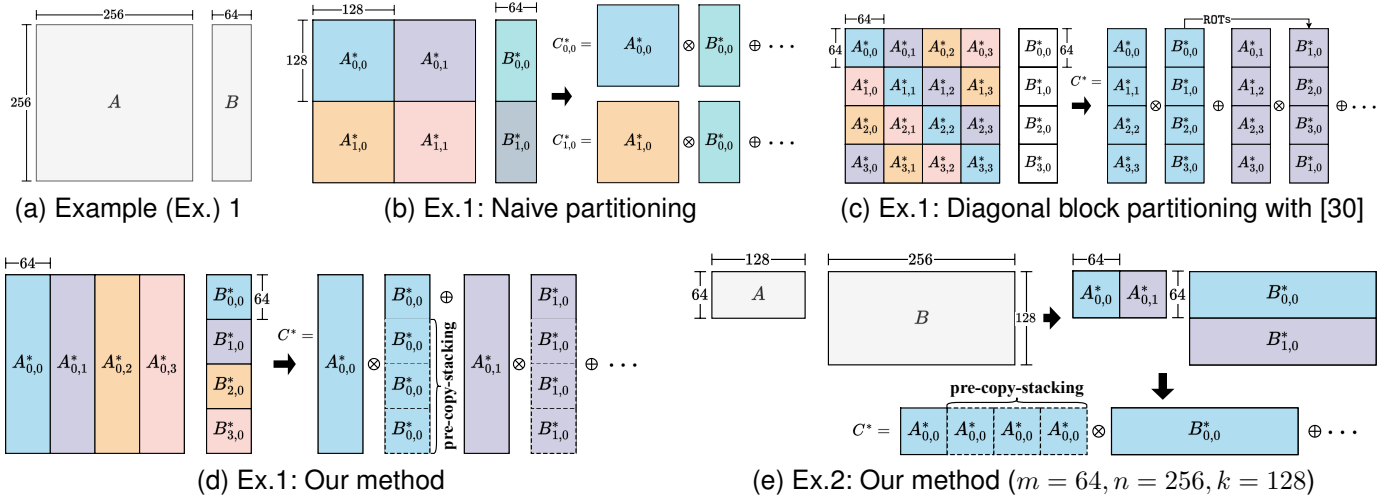 256
64
256
A
B
(a) Example (Ex.) 1
128
64
128
A*0,0 A*0,1
A*1,0 A*1,1
B*0,0
B*1,0
C*0,0 = A*0,0 ⊗ B*0,0 ⊕ ···
C*1,0 = A*1,0 ⊗ B*0,0 ⊕ ···
(b) Ex.1: Naive partitioning
64
64
A*0,0 A*0,1 A*0,2 A*0,3
A*1,0 A*1,1 A*1,2 A*1,3
A*2,0 A*2,1 A*2,2 A*2,3
A*3,0 A*3,1 A*3,2 A*3,3
B*0,0
B*1,0
B*2,0
B*3,0
64
ROTs
C* =
A*0,0 B*0,0 A*0,1 B*1,0
A*1,1 B*1,0 A*1,2 B*2,0
⊗ ⊕ ⊗ ⊕ ···
A*2,2 B*2,0 A*2,3 B*3,0
A*3,3 B*3,0 A*3,0 B*1,0
(c) Ex.1: Diagonal block partitioning with [30]
64
A*0,0 A*0,1 A*0,2 A*0,3
B*0,0
B*1,0
B*2,0
B*3,0
64
C* =
A*0,0 ⊗
B*0,0
B*0,0
B*0,0
B*0,0
pre-copy-stacking
⊕
A*0,1 ⊗
B*1,0
B*1,0
B*1,0
B*1,0
⊕ ···
(d) Ex.1: Our method
128
64
A
256
B
128
64
A*0,0 A*0,1
64
B*0,0
B*1,0
pre-copy-stacking
C* = A*0,0 A*0,0 A*0,0 A*0,0 ⊗ B*0,0 ⊕ ···
(e) Ex.2: Our method (m = 64, n = 256, k = 128)